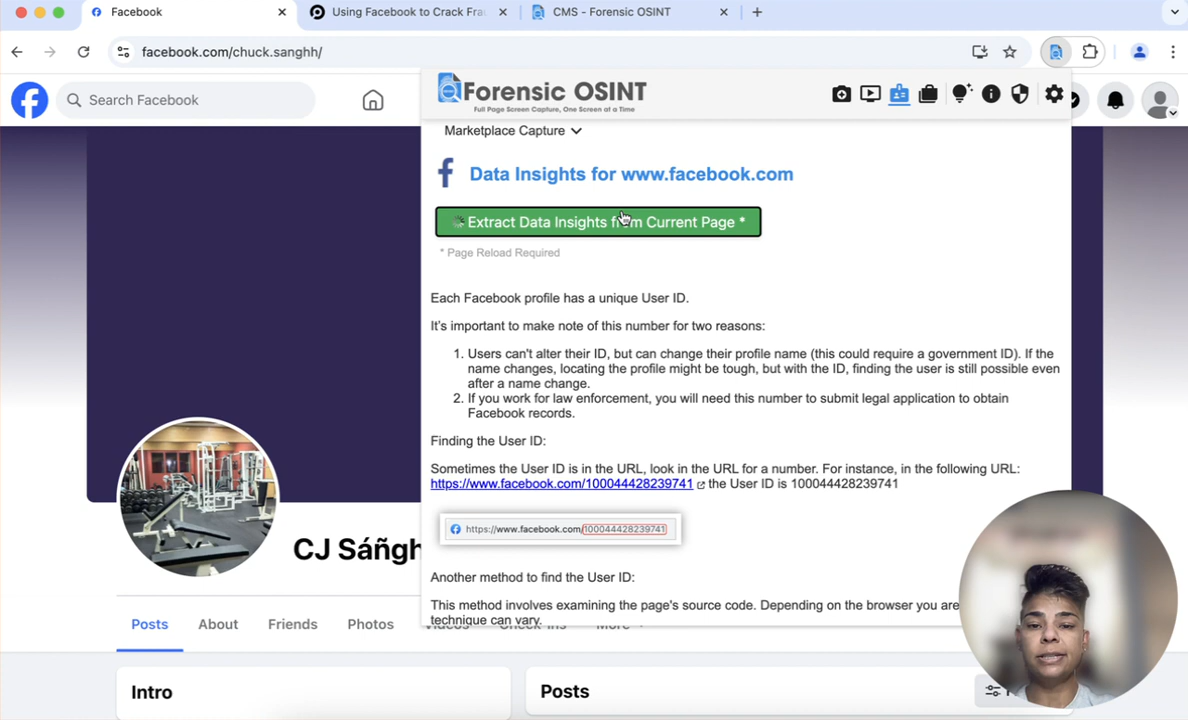 Facebook
Using Facebook to Crack Frau
CMS - Forensic OSINT
facebook.com/chuck.sanghh/
Search Facebook
Forensic OSINT
Full Page Screen Capture, One Screen at a Time
Marketplace Capture
Data Insights for www.facebook.com
Extract Data Insights from Current Page *
* Page Reload Required
Each Facebook profile has a unique User ID.
It's important to make note of this number for two reasons:
1. Users can't alter their ID, but can change their profile name (this could require a government ID). If the
name changes, locating the profile might be tough, but with the ID, finding the user is still possible even
after a name change.
2. If you work for law enforcement, you will need this number to submit legal application to obtain
Facebook records.
Finding the User ID:
Sometimes the User ID is in the URL, look in the URL for a number. For instance, in the following URL:
https://www.facebook.com/100044428239741 the User ID is 100044428239741
https://www.facebook.com/100044428239741
Another method to find the User ID:
This method involves examining the page's source code. Depending on the browser you are
technique can vary.
CJ Sáñgh
Posts
About
Friends
Photos
Videos
Check-ins
More
Intro
Posts